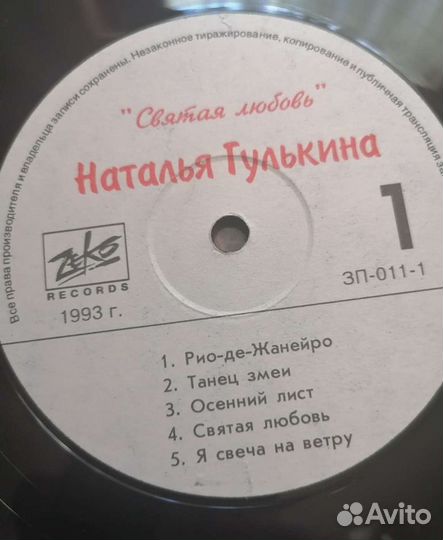 Все права производителя и владельца записи сохранены. Незаконное тиражирование, копирование и публичная трансляция за
"Святая любовь"
Наталья Гулькина
1
ZEKO
RECORDS
1993 г.
ЗП-011-1
1. Рио-де-Жанейро
2. Танец змеи
3. Осенний лист
4. Святая любовь
5. Я свеча на ветру
Avito